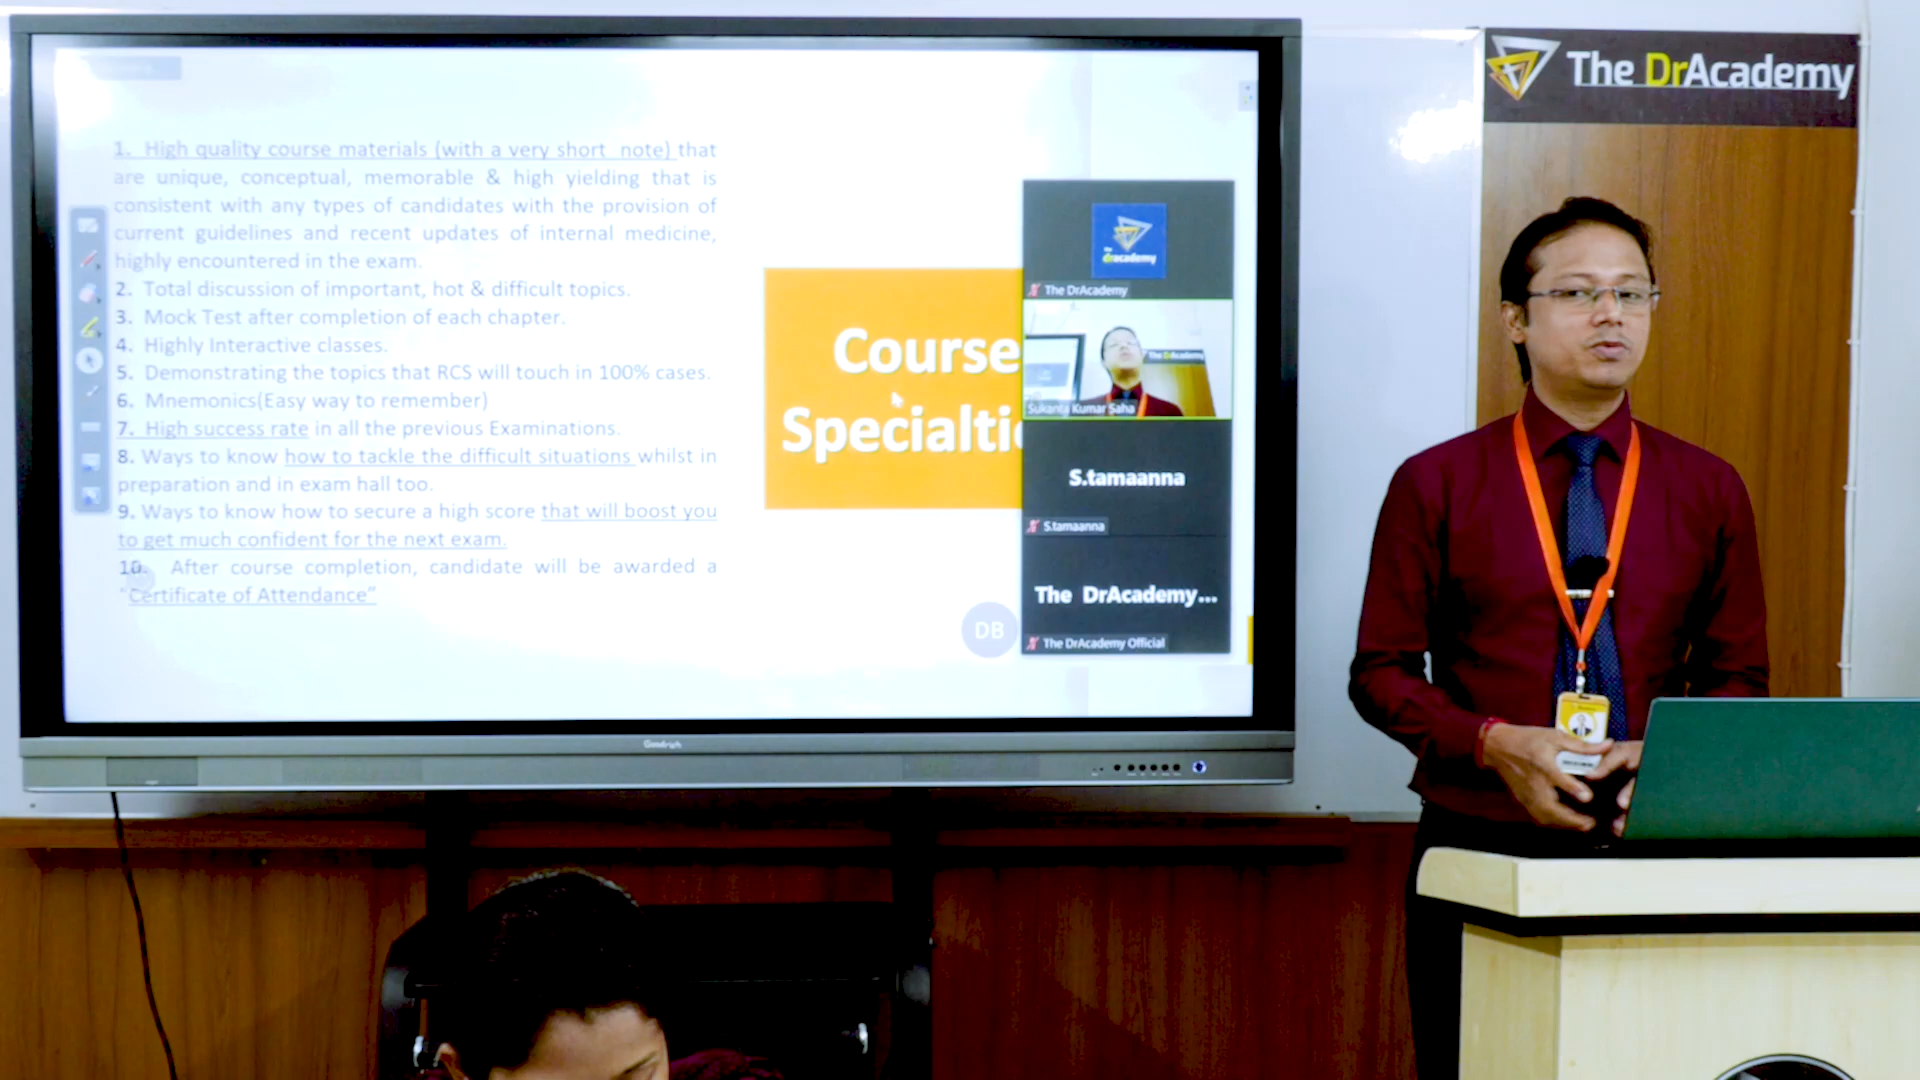 The DrAcademy
1. High quality course materials (with a very short note) that
are unique, conceptual, memorable & high yielding that is
consistent with any types of candidates with the provision of
current guidelines and recent updates of internal medicine,
highly encountered in the exam.
2. Total discussion of important, hot & difficult topics.
3. Mock Test after completion of each chapter.
4. Highly Interactive classes.
5. Demonstrating the topics that RCS will touch in 100% cases.
6. Mnemonics(Easy way to remember)
7. High success rate in all the previous Examinations.
8. Ways to know how to tackle the difficult situations whilst in
preparation and in exam hall too.
9. Ways to know how to secure a high score that will boost you
to get much confident for the next exam.
10. After course completion, candidate will be awarded a
"Certificate of Attendance"
Course
Specialti
DB
the
dracademy
The DrAcademy
The DrAcademy
Sukanta Kumar Saha
S.tamaanna
S.tamaanna
The DrAcademy...
The DrAcademy Official